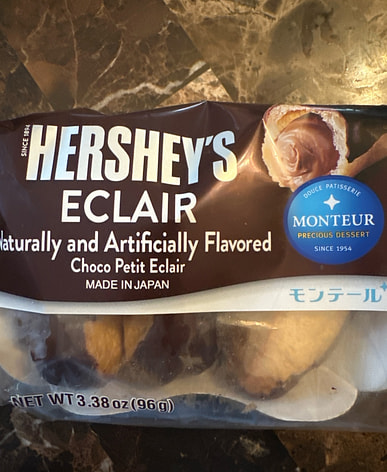 SINCE 1894
HERSHEY'S
ECLAIR
Naturally and Artificially Flavored
Choco Petit Eclair
MADE IN JAPAN
DOUCE PATISSERIE
MONTEUR
PRECIOUS DESSERT
SINCE 1954
モンテール
NET WT 3.38 oz (96g)